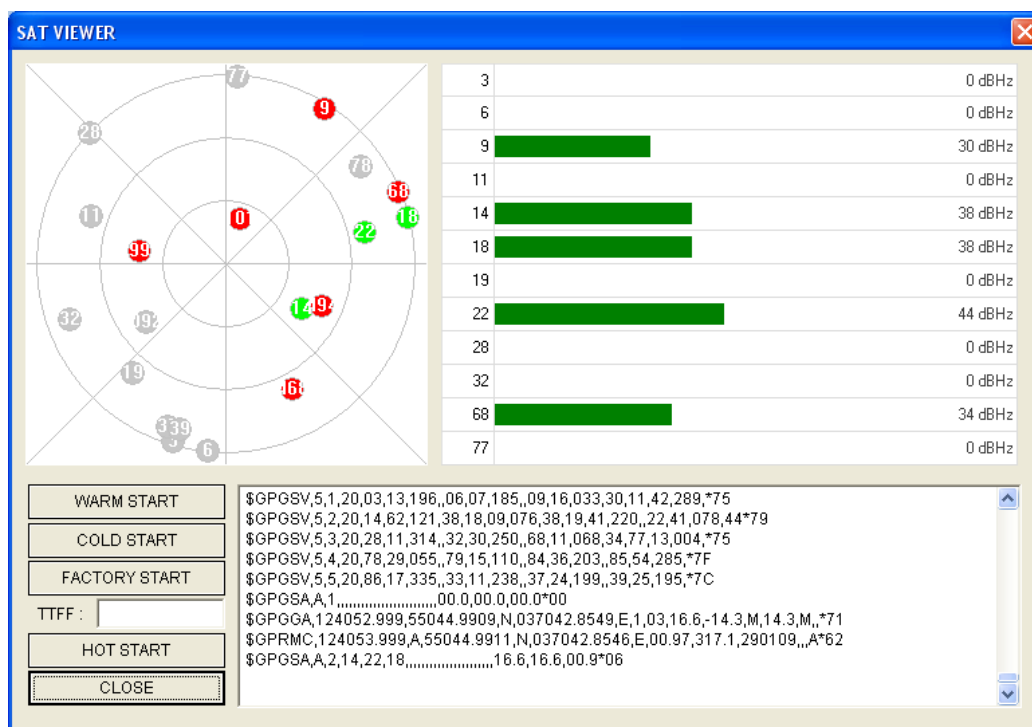 SAT VIEWER
77
9
28
78
68
11
0
18
22
99
14
94
32
92
19
68
3
39
3
6
3 0 dBHz
6 0 dBHz
9 30 dBHz
11 0 dBHz
14 38 dBHz
18 38 dBHz
19 0 dBHz
22 44 dBHz
28 0 dBHz
32 0 dBHz
68 34 dBHz
77 0 dBHz
WARM START
COLD START
FACTORY START
TTFF :
HOT START
CLOSE
$GPGSV,5,1,20,03,13,196,,06,07,185,,09,16,033,30,11,42,289,*75
$GPGSV,5,2,20,14,62,121,38,18,09,076,38,19,41,220,,22,41,078,44*79
$GPGSV,5,3,20,28,11,314,,32,30,250,,68,11,068,34,77,13,004,*75
$GPGSV,5,4,20,78,29,055,,79,15,110,,84,36,203,,85,54,285,*7F
$GPGSV,5,5,20,86,17,335,,33,11,238,,37,24,199,,39,25,195,*7C
$GPGSA,A,1,,,,,,,,,,,,,,,,,,,,,,,,00.0,00.0,00.0*00
$GPGGA,124052.999,55044.9909,N,037042.8549,E,1,03,16.6,-14.3,M,14.3,M,,*71
$GPRMC,124053.999,A,55044.9911,N,037042.8546,E,00.97,317.1,290109,,,A*62
$GPGSA,A,2,14,22,18,,,,,,,,,,,,,,,,,,,,,,16.6,16.6,00.9*06